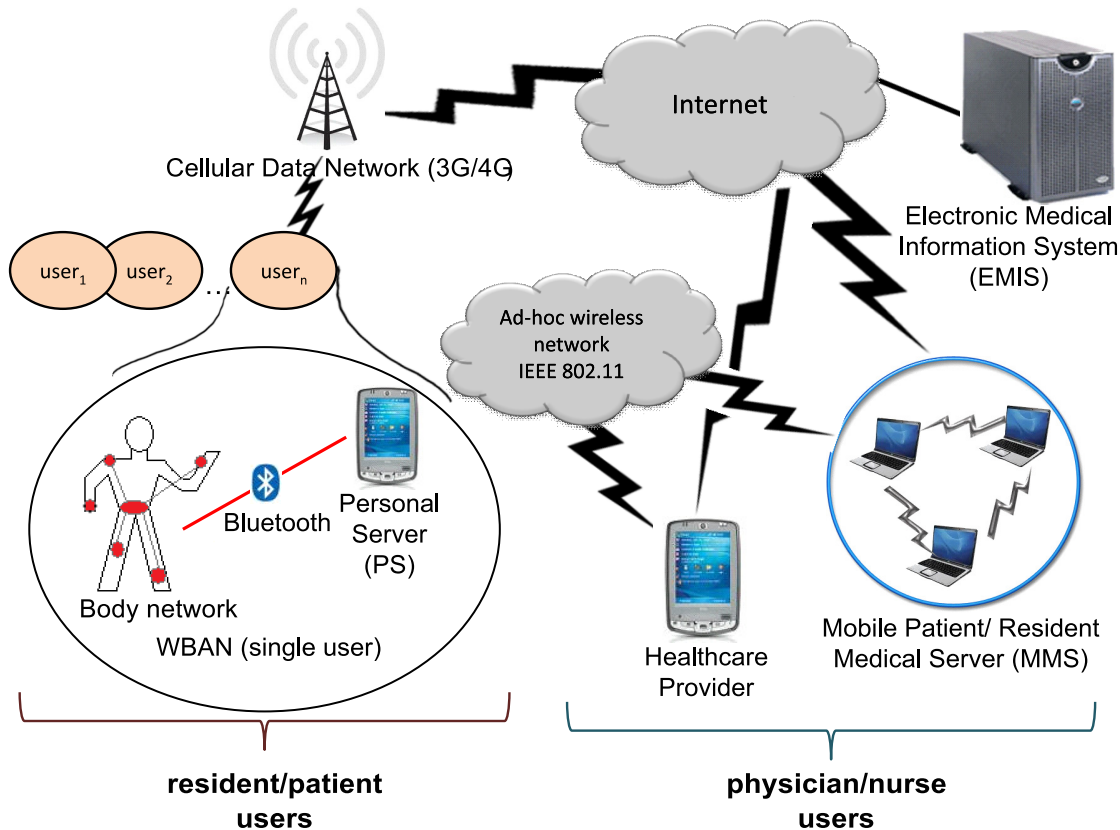 Internet
Cellular Data Network (3G/4G)
Electronic Medical
Information System
(EMIS)
user1
user2
...
usern
Ad-hoc wireless
network
IEEE 802.11
Bluetooth
Personal
Server
(PS)
Body network
WBAN (single user)
Healthcare
Provider
Mobile Patient/ Resident
Medical Server (MMS)
resident/patient
users
physician/nurse
users